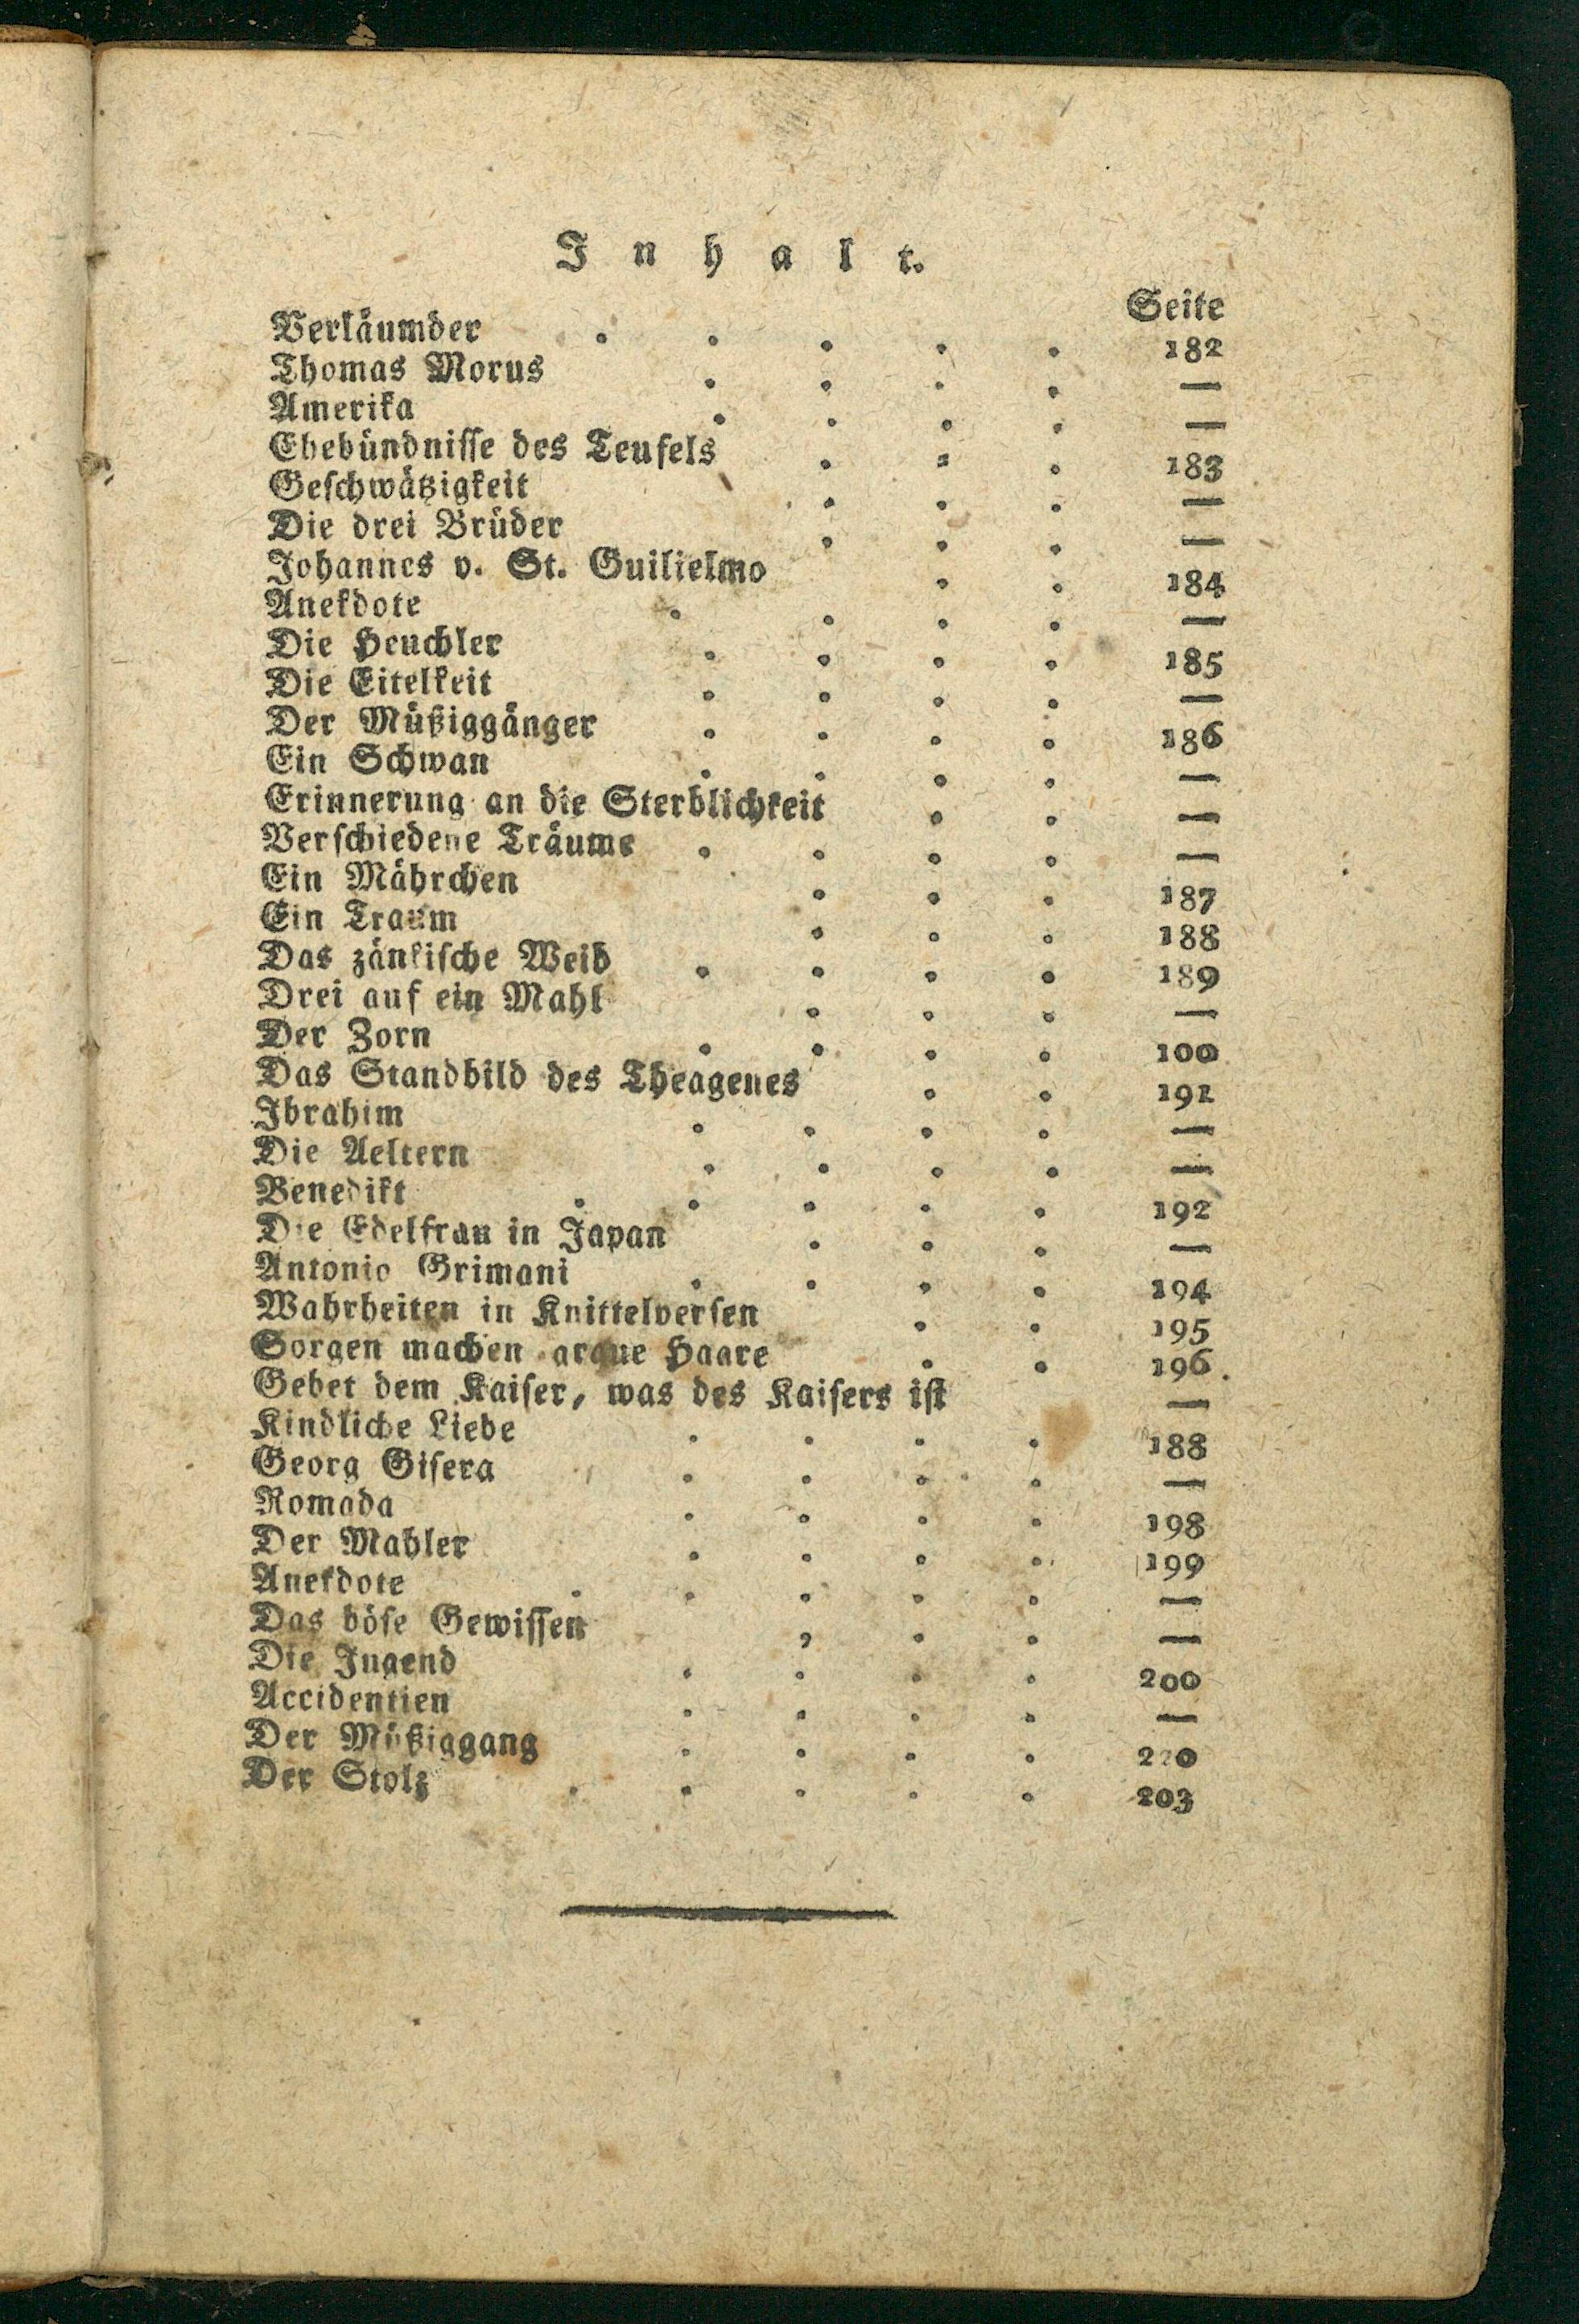 Inhalt.
Seite
Verläumder . . . . . 182
Thomas Morus . . . . —
Amerika . . . . —
Ehebündnisse des Teufels . . . 183
Geschwätzigkeit . . . —
Die drei Brüder . . . —
Johannes v. St. Guilielmo . . 184
Anekdote . . . . —
Die Heuchler . . . . 185
Die Eitelkeit . . . . —
Der Müßiggänger . . . . 186
Ein Schwan . . . . —
Erinnerung an die Sterblichkeit . . —
Verschiedene Träume . . . . —
Ein Mährchen . . . 187
Ein Traum . . . 188
Das zänkische Weib . . . . 189
Drei auf ein Mahl . . . —
Der Zorn . . . . 100
Das Standbild des Theagenes . . 191
Ibrahim . . . . —
Die Aeltern . . . . —
Benedikt . . . . . 192
Die Edelfrau in Japan . . . —
Antonio Grimani . . . . 194
Wahrheiten in Knittelversen . . 195
Sorgen machen graue Haare . . 196.
Gebet dem Kaiser, was des Kaisers ist —
Kindliche Liebe . . . . 188
Georg Gisera . . . . —
Romada . . . . 198
Der Mahler . . . . 199
Anekdote . . . . . —
Das böse Gewissen , . . —
Die Jugend . . . . 200
Accidentien . . . . —
Der Müßiggang . . . . 220
Der Stolz . . . . . 203